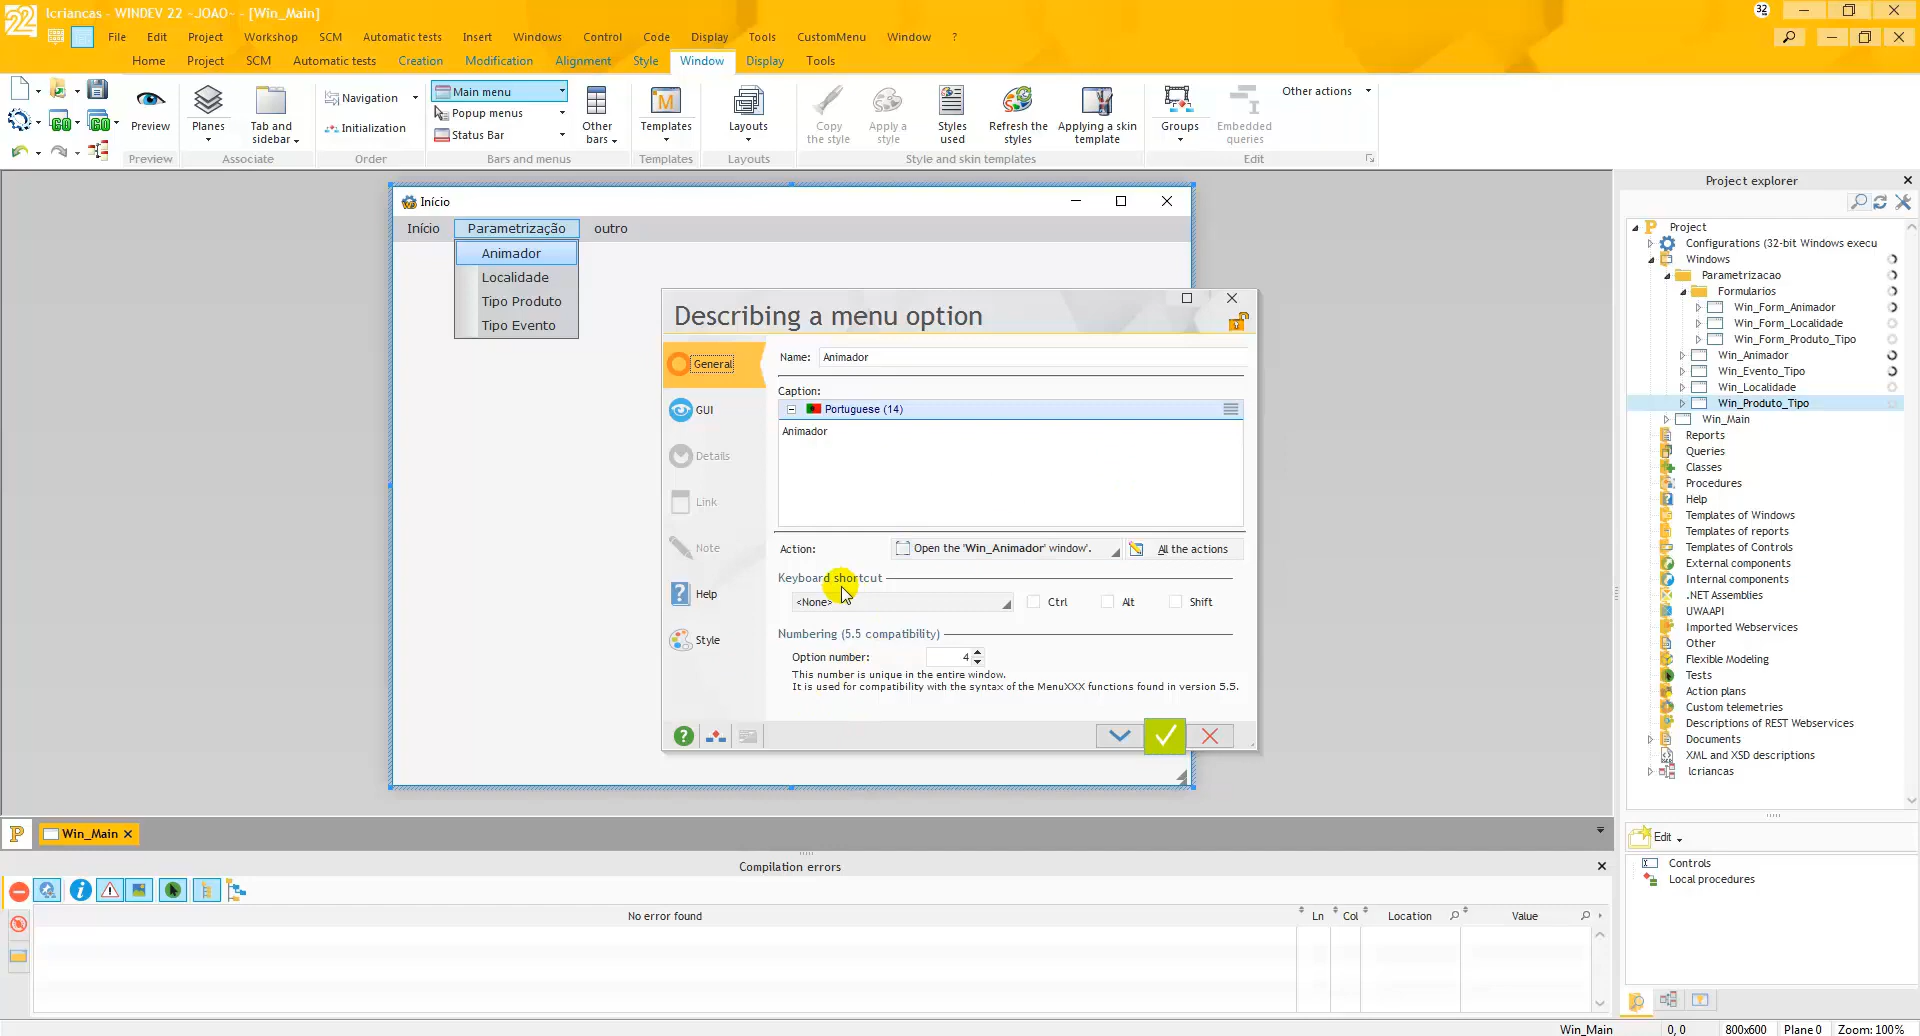 lcriancas - WINDEV 22 ~JOAO~ - [Win_Main]
32
File Edit Project Workshop SCM Automatic tests Insert Windows Control Code Display Tools CustomMenu Window ?
Home Project SCM Automatic tests Creation Modification Alignment Style Window Display Tools
Preview
Planes
Tab and sidebar
Navigation
Initialization
Main menu
Popup menus
Status Bar
Other bars
Templates
Layouts
Copy the style
Apply a style
Styles used
Refresh the styles
Applying a skin template
Groups
Embedded queries
Other actions
Preview Associate Order Bars and menus Templates Layouts Style and skin templates Edit
Início
Início Parametrização outro
Animador
Localidade
Tipo Produto
Tipo Evento
Describing a menu option
General
GUI
Details
Link
Note
Help
Style
Name: Animador
Caption:
Portuguese (14)
Animador
Action: Open the 'Win_Animador' window'. All the actions
Keyboard shortcut
<None> Ctrl Alt Shift
Numbering (5.5 compatibility)
Option number: 4
This number is unique in the entire window.
It is used for compatibility with the syntax of the MenuXXX functions found in version 5.5.
Project explorer
Project
Configurations (32-bit Windows execu
Windows
Parametrizacao
Formularios
Win_Form_Animador
Win_Form_Localidade
Win_Form_Produto_Tipo
Win_Animador
Win_Evento_Tipo
Win_Localidade
Win_Produto_Tipo
Win_Main
Reports
Queries
Classes
Procedures
Help
Templates of Windows
Templates of reports
Templates of Controls
External components
Internal components
.NET Assemblies
UWAAPI
Imported Webservices
Other
Flexible Modeling
Tests
Action plans
Custom telemetries
Descriptions of REST Webservices
Documents
XML and XSD descriptions
lcriancas
Edit
Controls
Local procedures
Win_Main
Compilation errors
No error found Ln Col Location Value
Win_Main 0, 0 800x600 Plane 0 Zoom: 100%